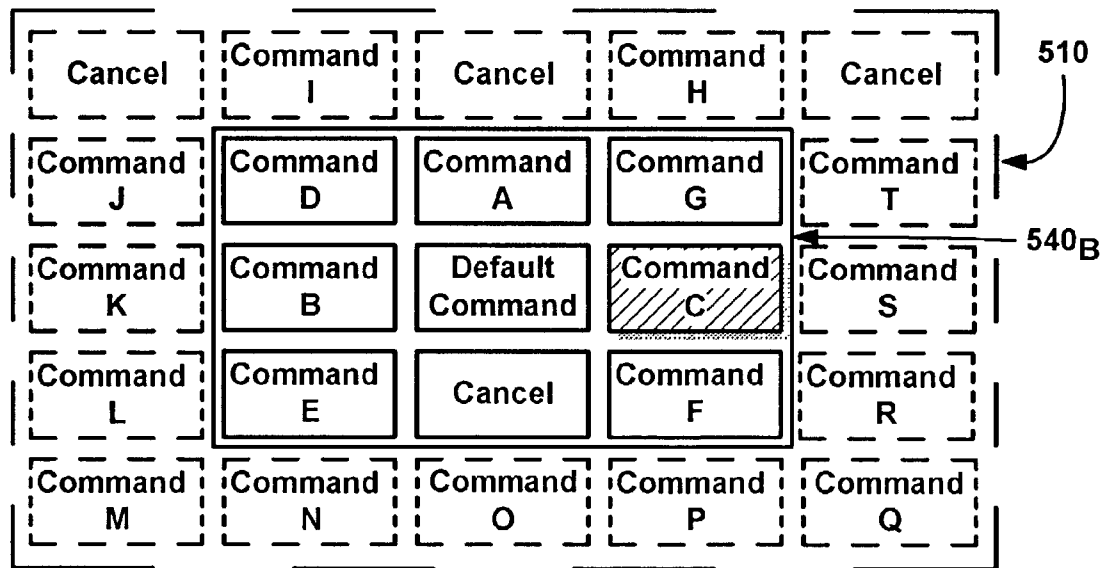 Cancel
Command
I
Cancel
Command
H
Cancel
510
Command
J
Command
D
Command
A
Command
G
Command
T
540B
Command
K
Command
B
Default
Command
Command
C
Command
S
Command
L
Command
E
Cancel
Command
F
Command
R
Command
M
Command
N
Command
O
Command
P
Command
Q